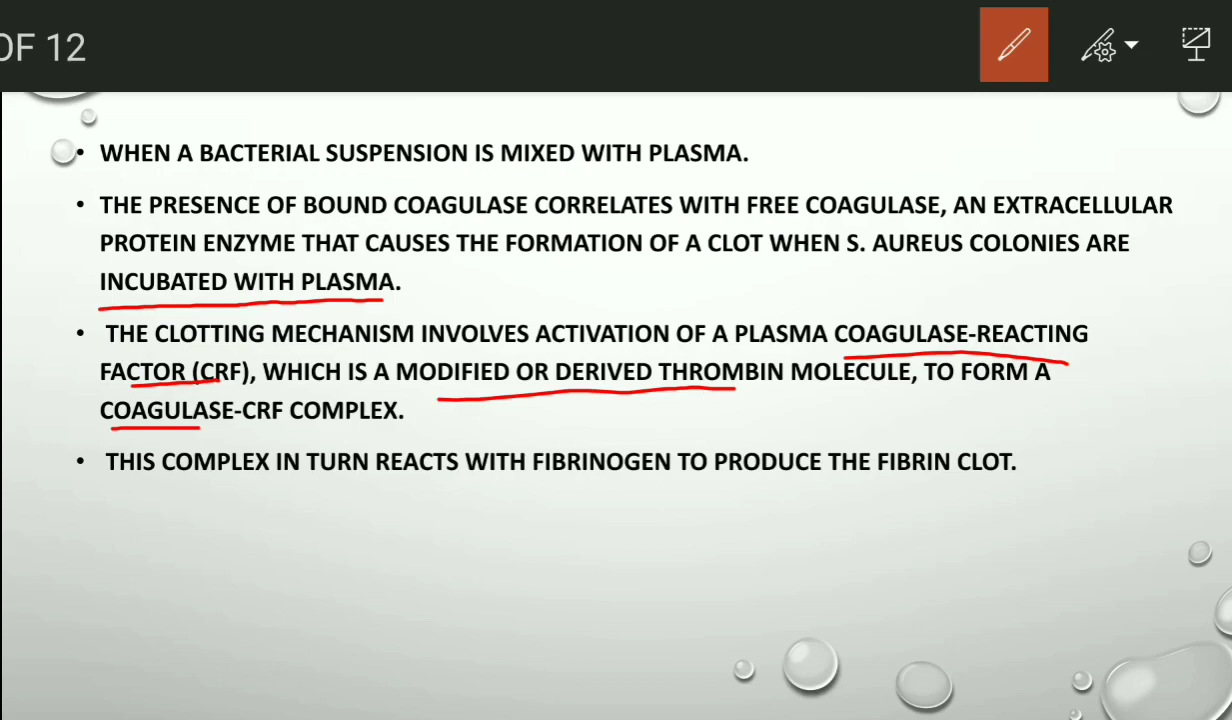 OF 12
• WHEN A BACTERIAL SUSPENSION IS MIXED WITH PLASMA.
• THE PRESENCE OF BOUND COAGULASE CORRELATES WITH FREE COAGULASE, AN EXTRACELLULAR
PROTEIN ENZYME THAT CAUSES THE FORMATION OF A CLOT WHEN S. AUREUS COLONIES ARE
INCUBATED WITH PLASMA.
• THE CLOTTING MECHANISM INVOLVES ACTIVATION OF A PLASMA COAGULASE-REACTING
FACTOR (CRF), WHICH IS A MODIFIED OR DERIVED THROMBIN MOLECULE, TO FORM A
COAGULASE-CRF COMPLEX.
• THIS COMPLEX IN TURN REACTS WITH FIBRINOGEN TO PRODUCE THE FIBRIN CLOT.